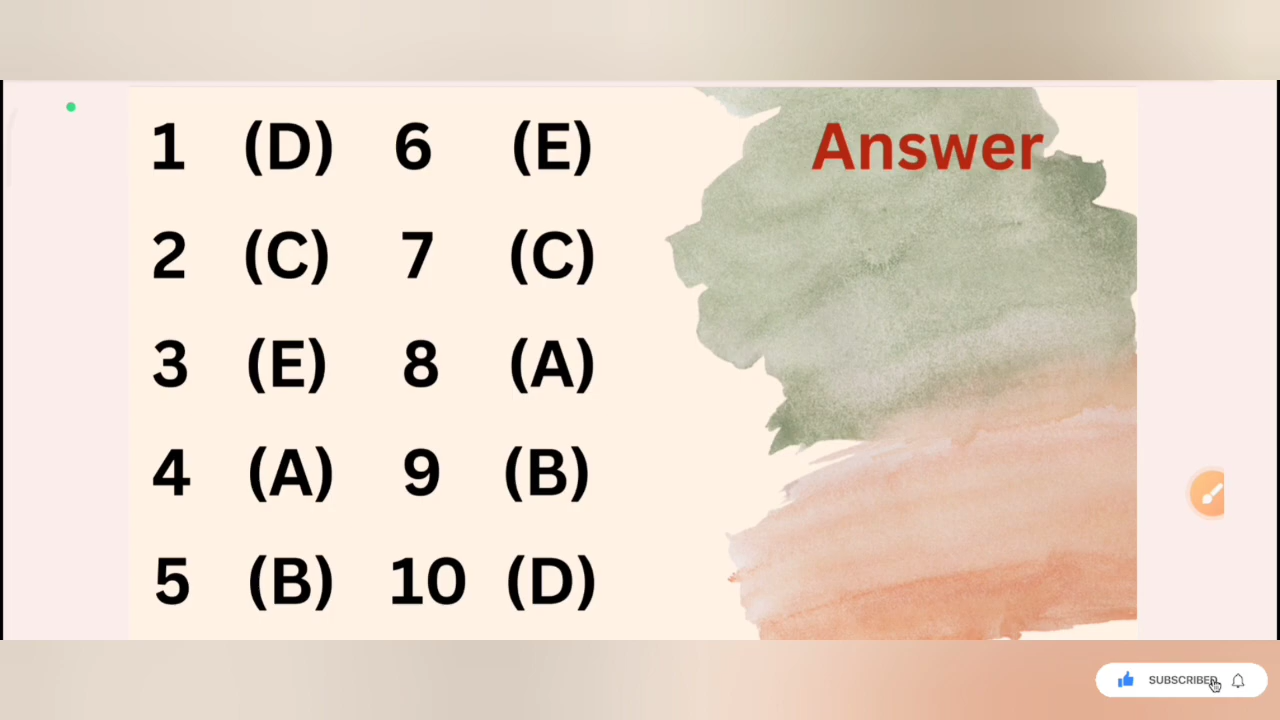 1 (D) 6 (E) Answer
2 (C) 7 (C)
3 (E) 8 (A)
4 (A) 9 (B)
5 (B) 10 (D)
SUBSCRIBED